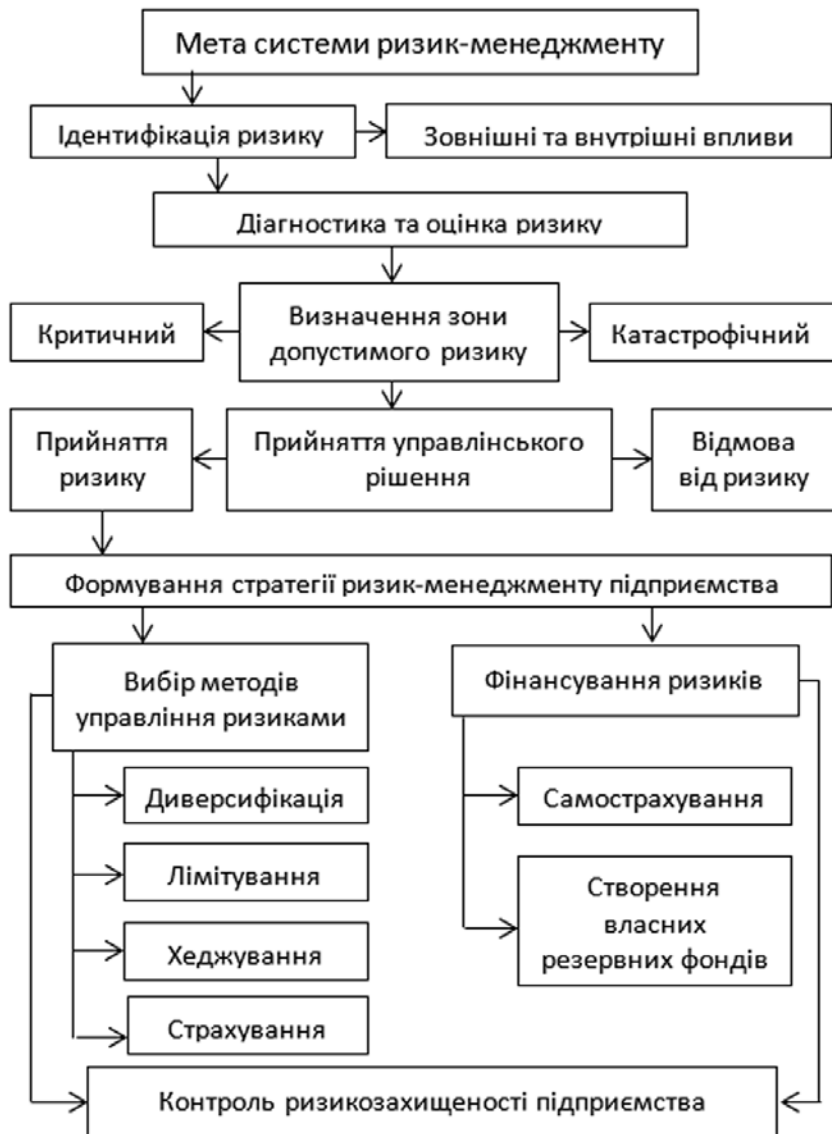 Мета системи ризик-менеджменту
Ідентифікація ризику
Зовнішні та внутрішні впливи
Діагностика та оцінка ризику
Критичний
Визначення зони
допустимого ризику
Катастрофічний
Прийняття
ризику
Прийняття управлінського
рішення
Відмова
від ризику
Формування стратегії ризик-менеджменту підприємства
Вибір методів
управління ризиками
Фінансування ризиків
Диверсифікація
Самострахування
Лімітування
Створення
власних
резервних фондів
Хеджування
Страхування
Контроль ризикозахищеності підприємства